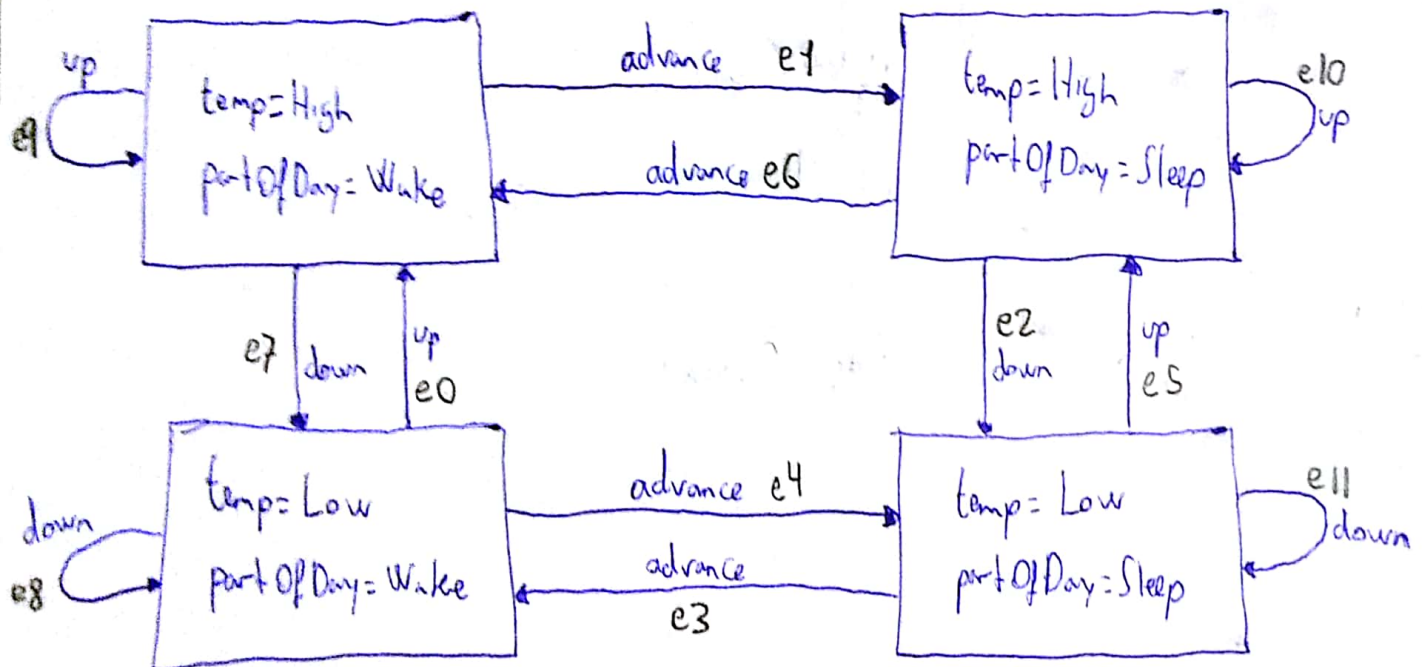 up
e9
temp=High
partOfDay=Wake
advance e1
advance e6
temp=High
partOfDay=Sleep
e10
up
e7
down
up
e0
e2
down
up
e5
down
e8
temp=Low
partOfDay=Wake
advance e4
advance
e3
temp=Low
partOfDay=Sleep
e11
down